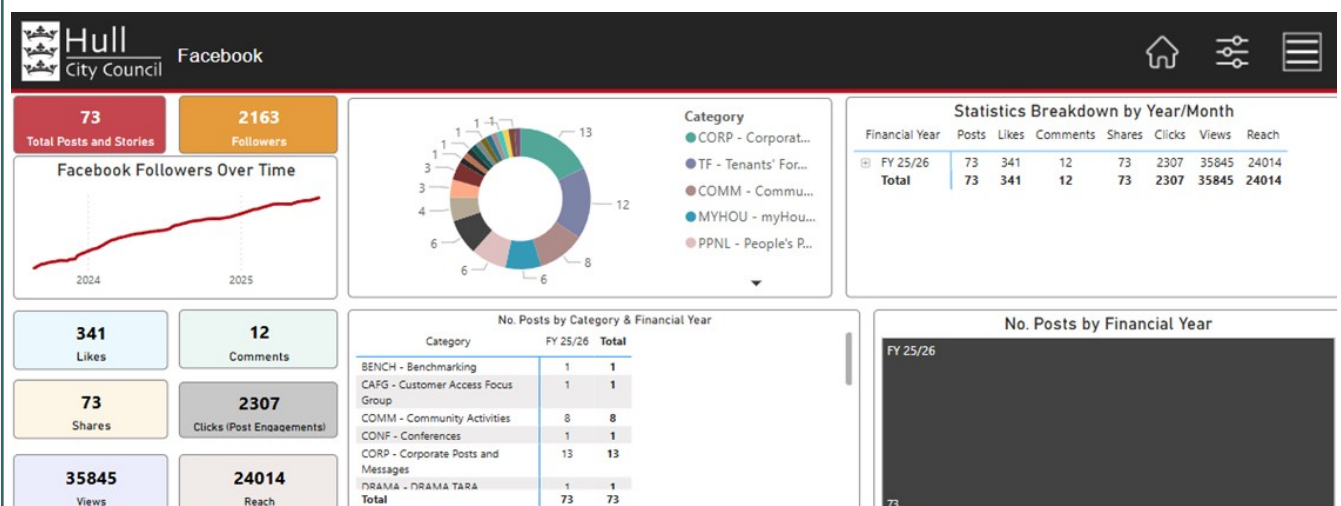 Hull
City Council
Facebook
73
Total Posts and Stories
2163
Followers
Facebook Followers Over Time
2024
2025
13
12
8
6
6
6
4
3
3
1
1
1
1
1
Category
CORP - Corporat...
TF - Tenants' For...
COMM - Commu...
MYHOU - myHou...
PPNL - People's P...
Statistics Breakdown by Year/Month
Financial Year Posts Likes Comments Shares Clicks Views Reach
FY 25/26 73 341 12 73 2307 35845 24014
Total 73 341 12 73 2307 35845 24014
341
Likes
12
Comments
73
Shares
2307
Clicks (Post Engagements)
35845
Views
24014
Reach
No. Posts by Category & Financial Year
Category FY 25/26 Total
BENCH - Benchmarking 1 1
CAFG - Customer Access Focus
Group 1 1
COMM - Community Activities 8 8
CONF - Conferences 1 1
CORP - Corporate Posts and
Messages 13 13
DRAMA - DRAMA TARA 1 1
Total 73 73
No. Posts by Financial Year
FY 25/26
73